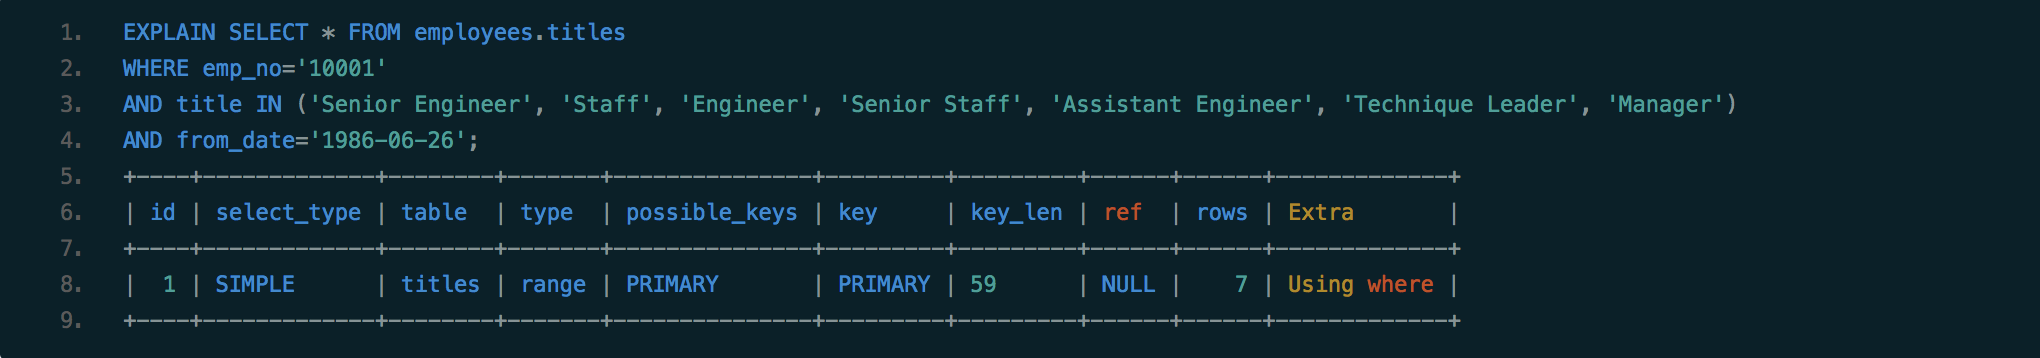 1. EXPLAIN SELECT * FROM employees.titles
2. WHERE emp_no='10001'
3. AND title IN ('Senior Engineer', 'Staff', 'Engineer', 'Senior Staff', 'Assistant Engineer', 'Technique Leader', 'Manager')
4. AND from_date='1986-06-26';
5. +----+-------------+--------+-------+---------------+---------+---------+------+------+-------------+
6. | id | select_type | table  | type  | possible_keys | key     | key_len | ref  | rows | Extra       |
7. +----+-------------+--------+-------+---------------+---------+---------+------+------+-------------+
8. |  1 | SIMPLE      | titles | range | PRIMARY       | PRIMARY | 59      | NULL |    7 | Using where |
9. +----+-------------+--------+-------+---------------+---------+---------+------+------+-------------+